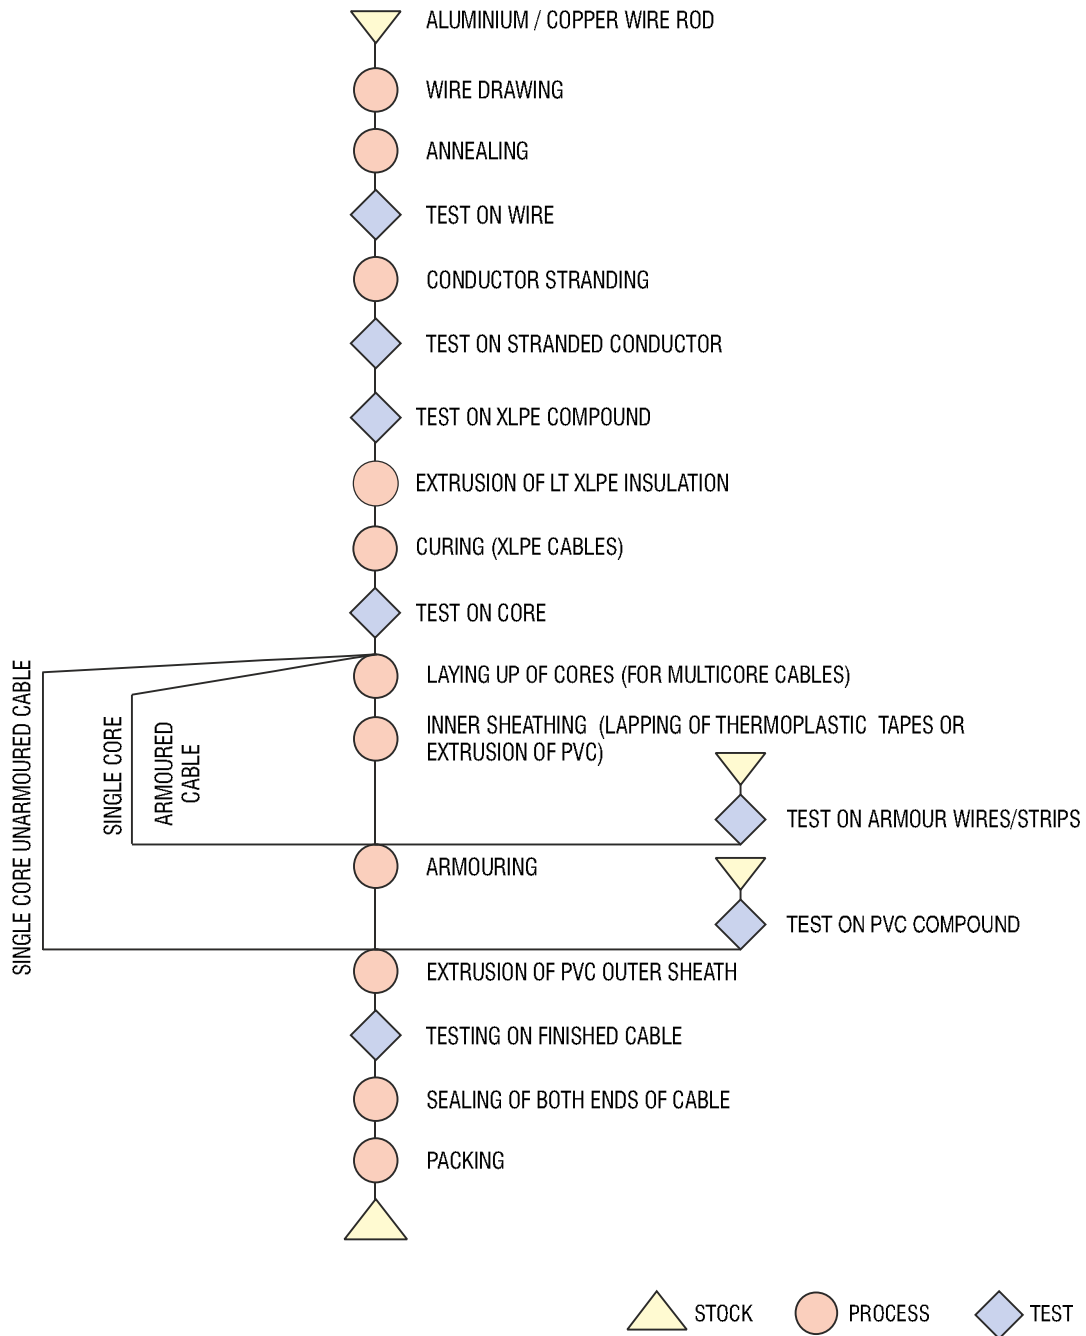 ALUMINIUM / COPPER WIRE ROD
WIRE DRAWING
ANNEALING
TEST ON WIRE
CONDUCTOR STRANDING
TEST ON STRANDED CONDUCTOR
TEST ON XLPE COMPOUND
EXTRUSION OF LT XLPE INSULATION
CURING (XLPE CABLES)
TEST ON CORE
LAYING UP OF CORES (FOR MULTICORE CABLES)
INNER SHEATHING (LAPPING OF THERMOPLASTIC TAPES OR
EXTRUSION OF PVC)
SINGLE CORE UNARMOURED CABLE
SINGLE CORE
ARMOURED
CABLE
TEST ON ARMOUR WIRES/STRIPS
ARMOURING
TEST ON PVC COMPOUND
EXTRUSION OF PVC OUTER SHEATH
TESTING ON FINISHED CABLE
SEALING OF BOTH ENDS OF CABLE
PACKING
STOCK
PROCESS
TEST